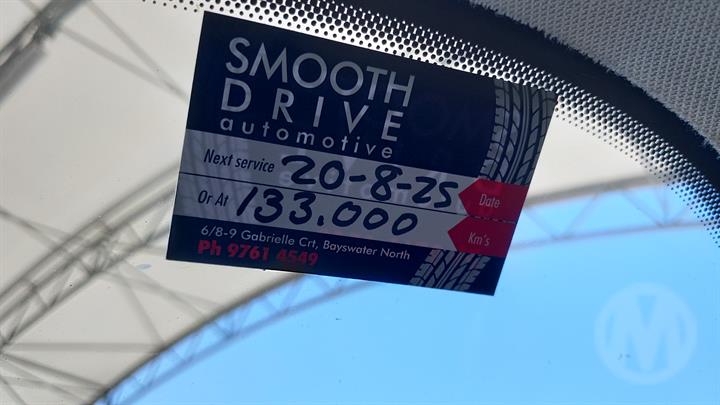 SMOOTH
DRIVE
automotive
Next service 20-8-25 Date
Or At 133.000 Km's
6/8-9 Gabrielle Crt, Bayswater North
Ph 9761 4549
M